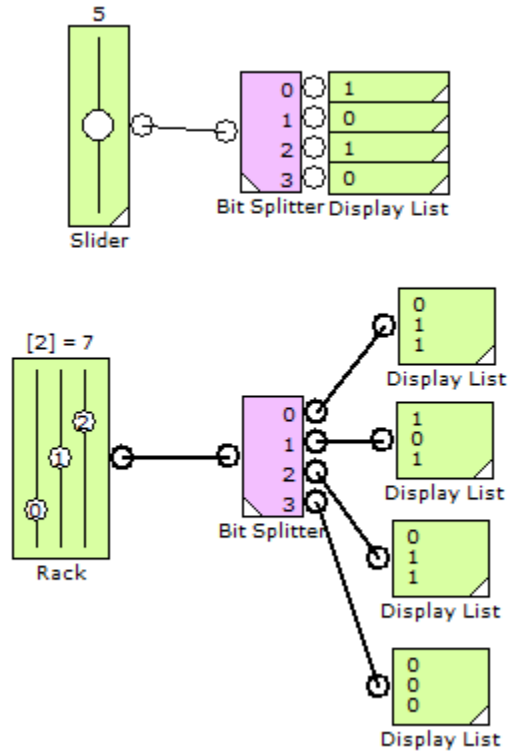 5
0 1
1 0
2 1
3 0
Bit Splitter Display List
Slider
[2] = 7
0
1
1
Display List
2
1
0
Rack
0
1
2
3
Bit Splitter
1
0
1
Display List
0
1
1
Display List
0
0
0
Display List